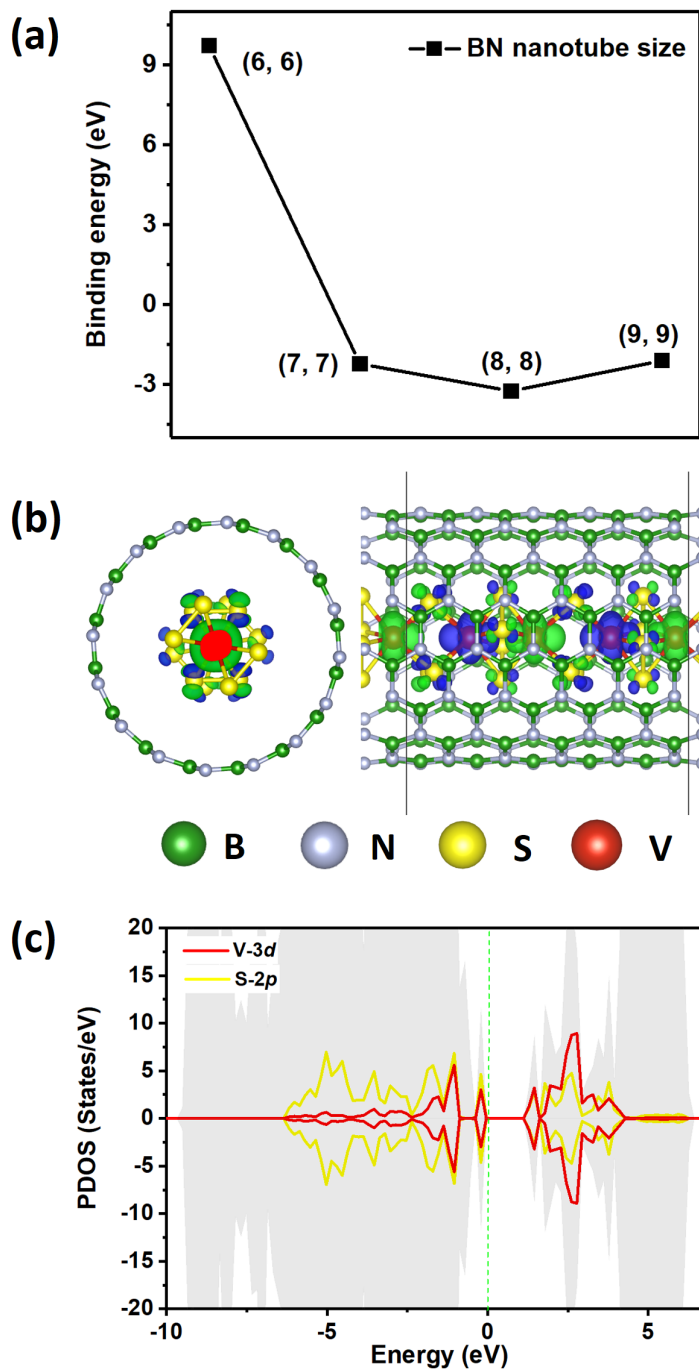 (a)
BN nanotube size
9
6
3
0
-3
Binding energy (eV)
(6, 6)
(7, 7)
(8, 8)
(9, 9)
(b)
B N S V
(c)
V-3d
S-2p
20
15
10
5
0
-5
-10
-15
-20
PDOS (States/eV)
-10 -5 0 5
Energy (eV)